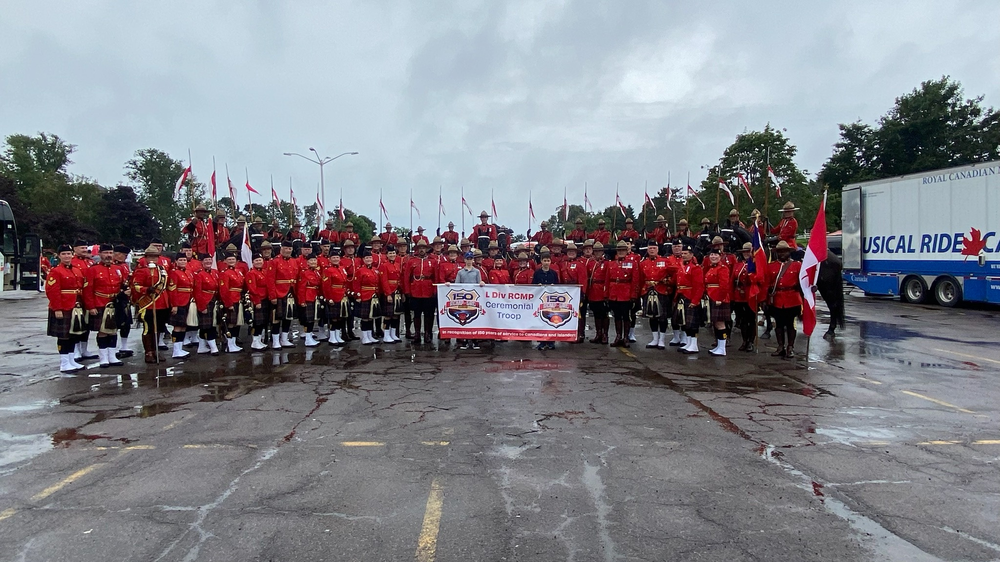 ROYAL CANADIAN
USICAL RIDE CA
Canada
WW
150
RCMP GRC
L Div RCMP
Ceremonial
Troop
150
RCMP GRC
In recognition of 150 years of service to Canadians and Islanders